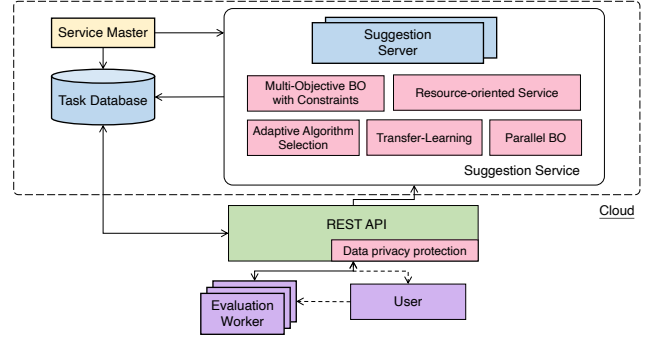 Service Master
Suggestion
Server
Task Database
Multi-Objective BO
with Constraints
Resource-oriented Service
Adaptive Algorithm
Selection
Transfer-Learning
Parallel BO
Suggestion Service
Cloud
REST API
Data privacy protection
Evaluation
Worker
User